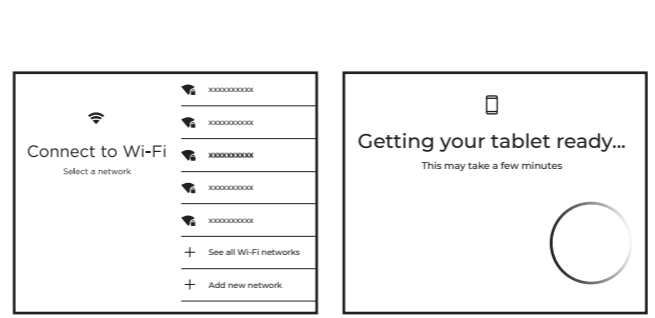 Connect to Wi-Fi
Select a network
xxxxxxxxxx
xxxxxxxxxx
xxxxxxxxxx
xxxxxxxxxx
xxxxxxxxxx
See all Wi-Fi networks
Add new network
Getting your tablet ready...
This may take a few minutes